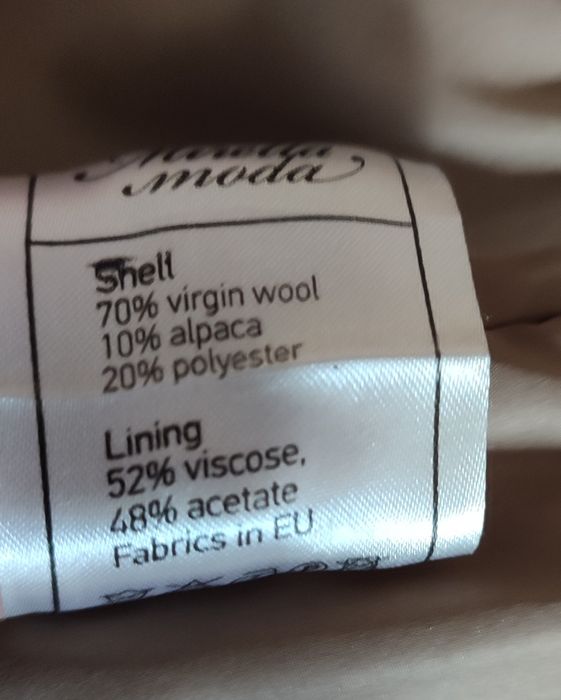 moda
Shell
70% virgin wool
10% alpaca
20% polyester
Lining
52% viscose,
48% acetate
Fabrics in EU